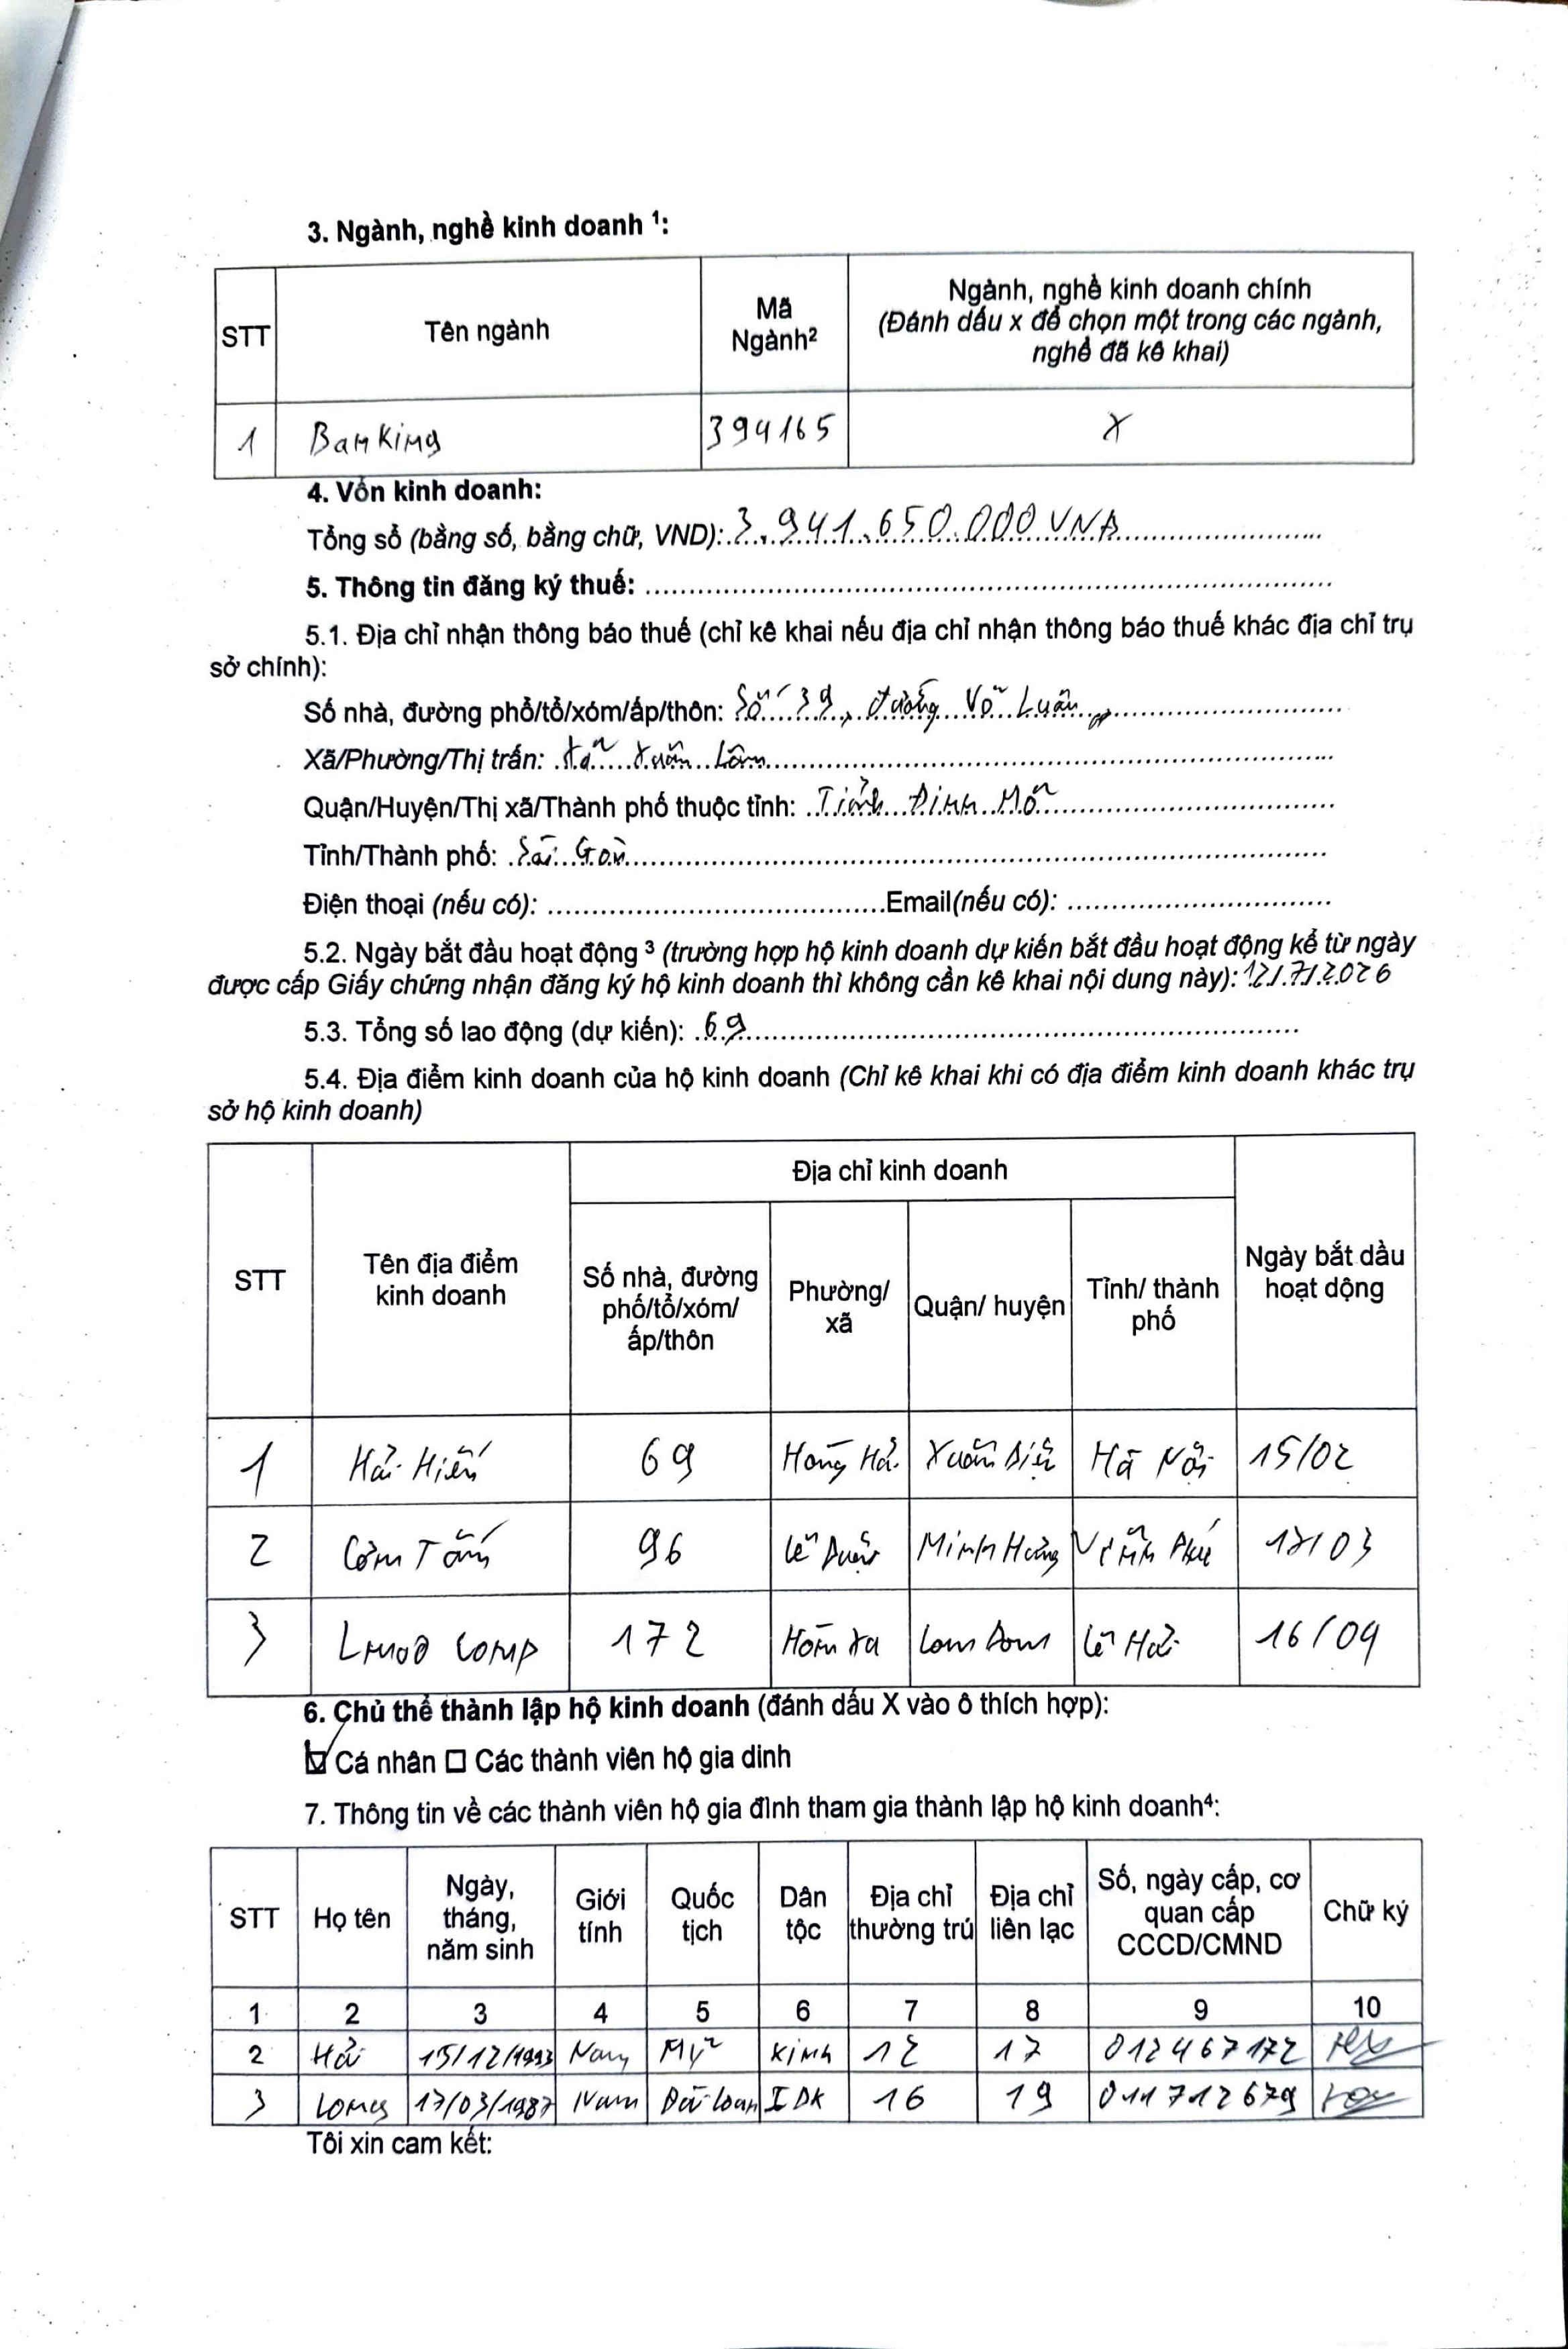 3. Ngành, nghề kinh doanh ¹:
STT
Tên ngành
Mã Ngành²
Ngành, nghề kinh doanh chính
(Đánh dấu x để chọn một trong các ngành, nghề đã kê khai)
1 Banking 394165 X
4. Vốn kinh doanh:
Tổng số (bằng số, bằng chữ, VND): 3.941.650.000 VNĐ
5. Thông tin đăng ký thuế:
5.1. Địa chỉ nhận thông báo thuế (chỉ kê khai nếu địa chỉ nhận thông báo thuế khác địa chỉ trụ
sở chính):
Số nhà, đường phố/tổ/xóm/ấp/thôn: Số 39, đường Võ Luân
Xã/Phường/Thị trấn: Xã Xuân Lâm
Quận/Huyện/Thị xã/Thành phố thuộc tỉnh: Đinh
Tỉnh/Thành phố: Sài Gòn
Điện thoại (nếu có): Email(nếu có):
5.2. Ngày bắt đầu hoạt động ³ (trường hợp hộ kinh doanh dự kiến bắt đầu hoạt động kể từ ngày
được cấp Giấy chứng nhận đăng ký hộ kinh doanh thì không cần kê khai nội dung này): 12/7/2026
5.3. Tổng số lao động (dự kiến): 69
5.4. Địa điểm kinh doanh của hộ kinh doanh (Chỉ kê khai khi có địa điểm kinh doanh khác trụ
sở hộ kinh doanh)
STT
Tên địa điểm kinh doanh
Địa chỉ kinh doanh
Số nhà, đường phố/tổ/xóm/ấp/thôn
Phường/ xã
Quận/ huyện
Tỉnh/ thành phố
Ngày bắt dầu hoạt động
1 Hải Hiến 69 Hồng Hà Xuân Diệu Hà Nội 15/02
2 Cơm Tấm 96 Lê Duẩn Minh Hoàng Vĩnh Phú /03
3 comp 172 Lê Hải 16/09
6. Chủ thể thành lập hộ kinh doanh (đánh dấu X vào ô thích hợp):
☑ Cá nhân ☐ Các thành viên hộ gia dinh
7. Thông tin về các thành viên hộ gia đình tham gia thành lập hộ kinh doanh⁴:
STT
Họ tên
Ngày, tháng, năm sinh
Giới tính
Quốc tịch
Dân tộc
Địa chỉ thường trú
Địa chỉ liên lạc
Số, ngày cấp, cơ quan cấp CCCD/CMND
Chữ ký
1 2 3 4 5 6 7 8 9 10
2 Hải 15/12/1993 Nam Mỹ Kinh 12 17 012467172
3 Long 17/03/1987 Nam Đài Loan IDK 16 19 011712679
Tôi xin cam kết: